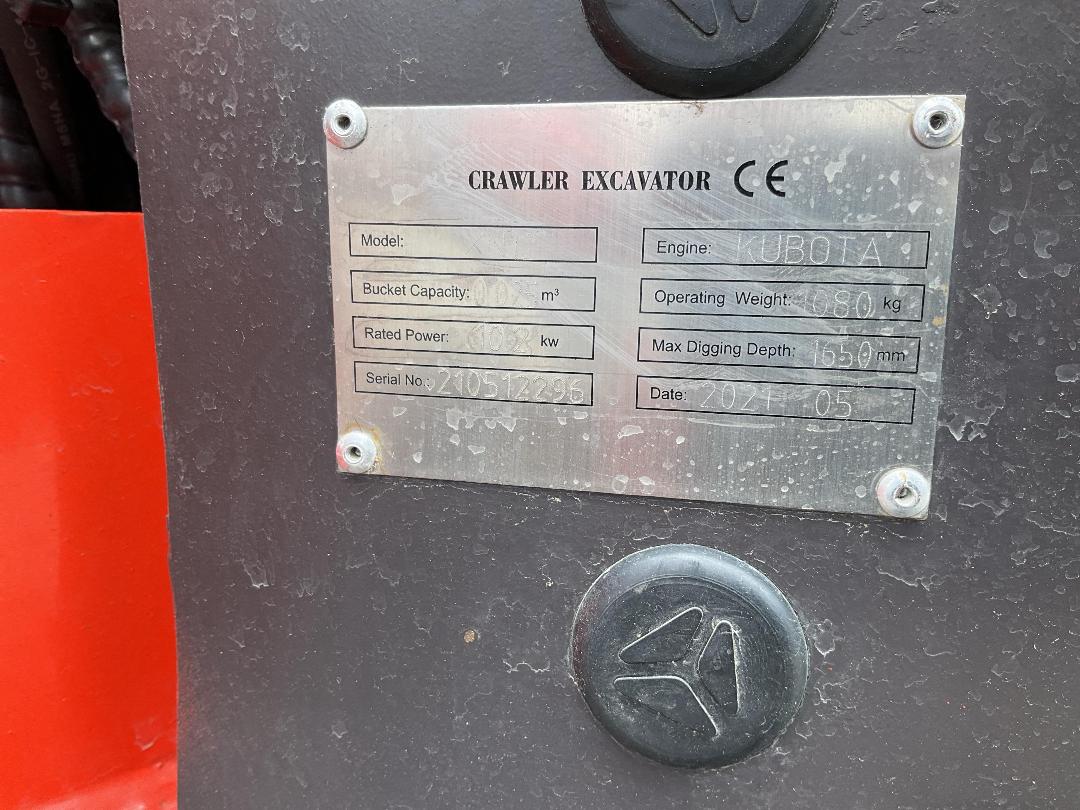 CRAWLER EXCAVATOR CE
Model:
Engine: KUBOTA
Bucket Capacity: m³
Operating Weight: 1080 kg
Rated Power: kw
Max Digging Depth: 1650 mm
Serial No.: 210512296
Date: 2021 05